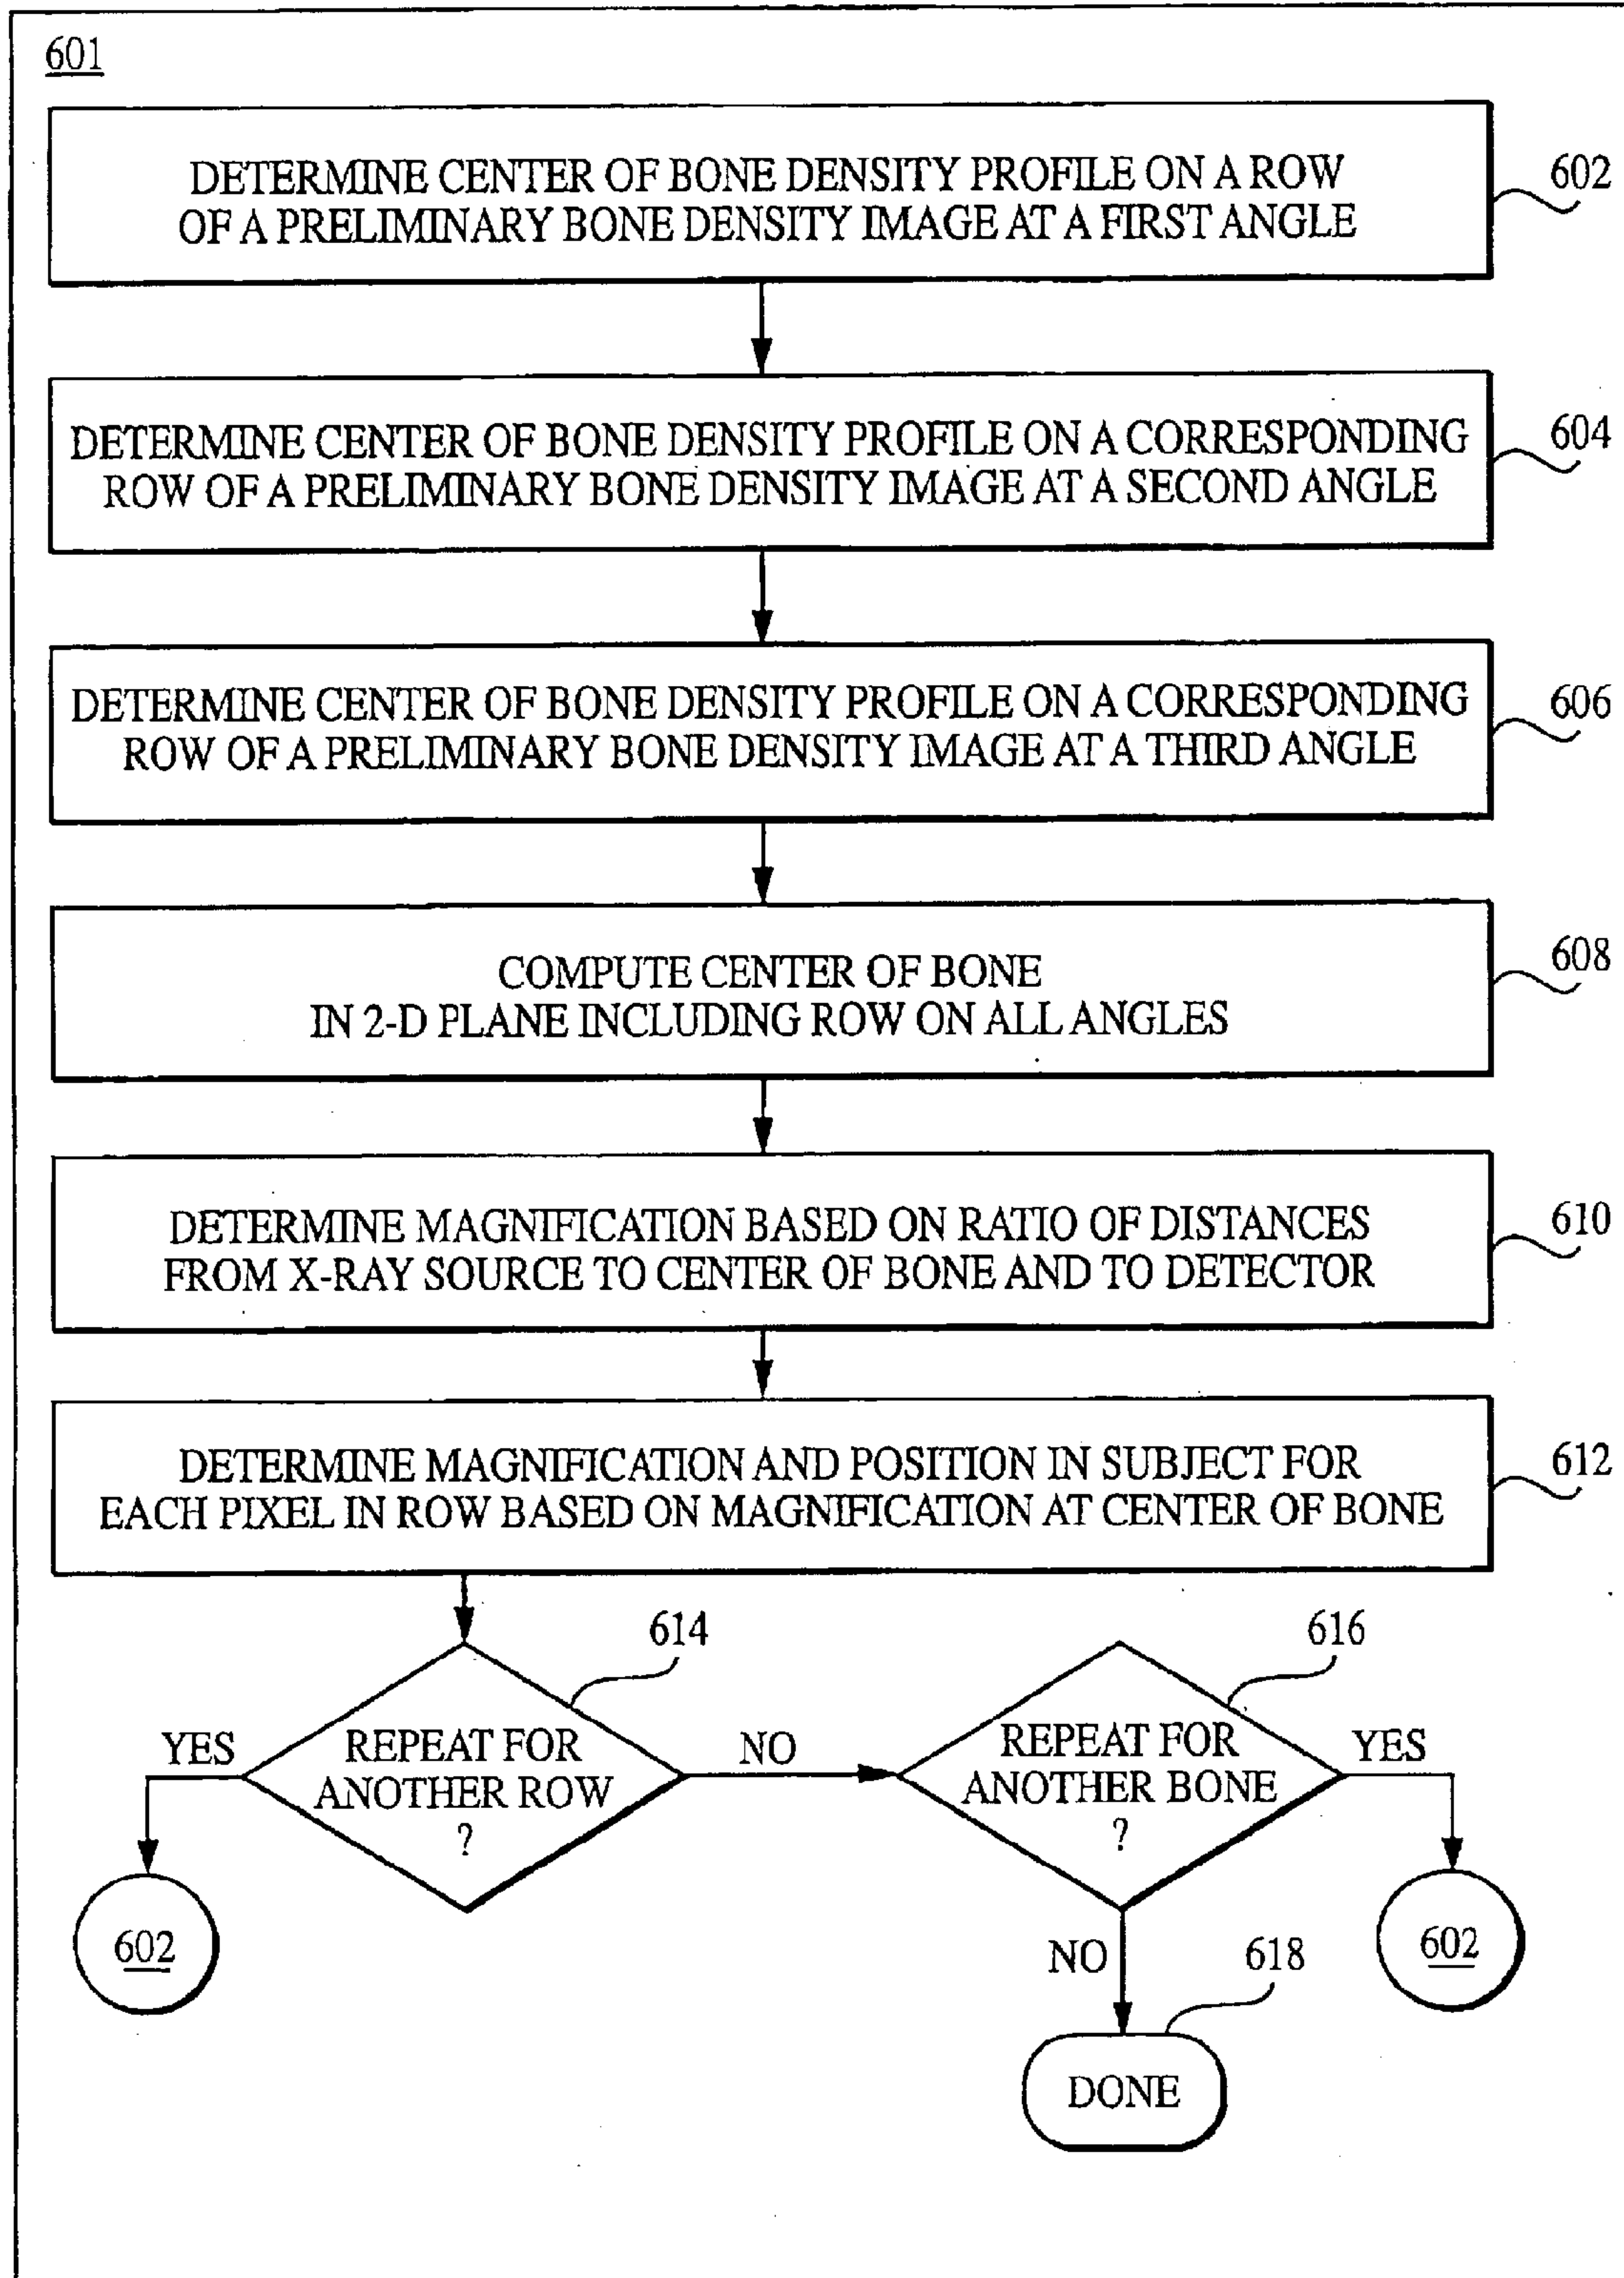 601
DETERMINE CENTER OF BONE DENSITY PROFILE ON A ROW
OF A PRELIMINARY BONE DENSITY IMAGE AT A FIRST ANGLE
602
DETERMINE CENTER OF BONE DENSITY PROFILE ON A CORRESPONDING
ROW OF A PRELIMINARY BONE DENSITY IMAGE AT A SECOND ANGLE
604
DETERMINE CENTER OF BONE DENSITY PROFILE ON A CORRESPONDING
ROW OF A PRELIMINARY BONE DENSITY IMAGE AT A THIRD ANGLE
606
COMPUTE CENTER OF BONE
IN 2-D PLANE INCLUDING ROW ON ALL ANGLES
608
DETERMINE MAGNIFICATION BASED ON RATIO OF DISTANCES
FROM X-RAY SOURCE TO CENTER OF BONE AND TO DETECTOR
610
DETERMINE MAGNIFICATION AND POSITION IN SUBJECT FOR
EACH PIXEL IN ROW BASED ON MAGNIFICATION AT CENTER OF BONE
612
614
REPEAT FOR
ANOTHER ROW
?
YES
602
NO
616
REPEAT FOR
ANOTHER BONE
?
YES
602
NO
618
DONE